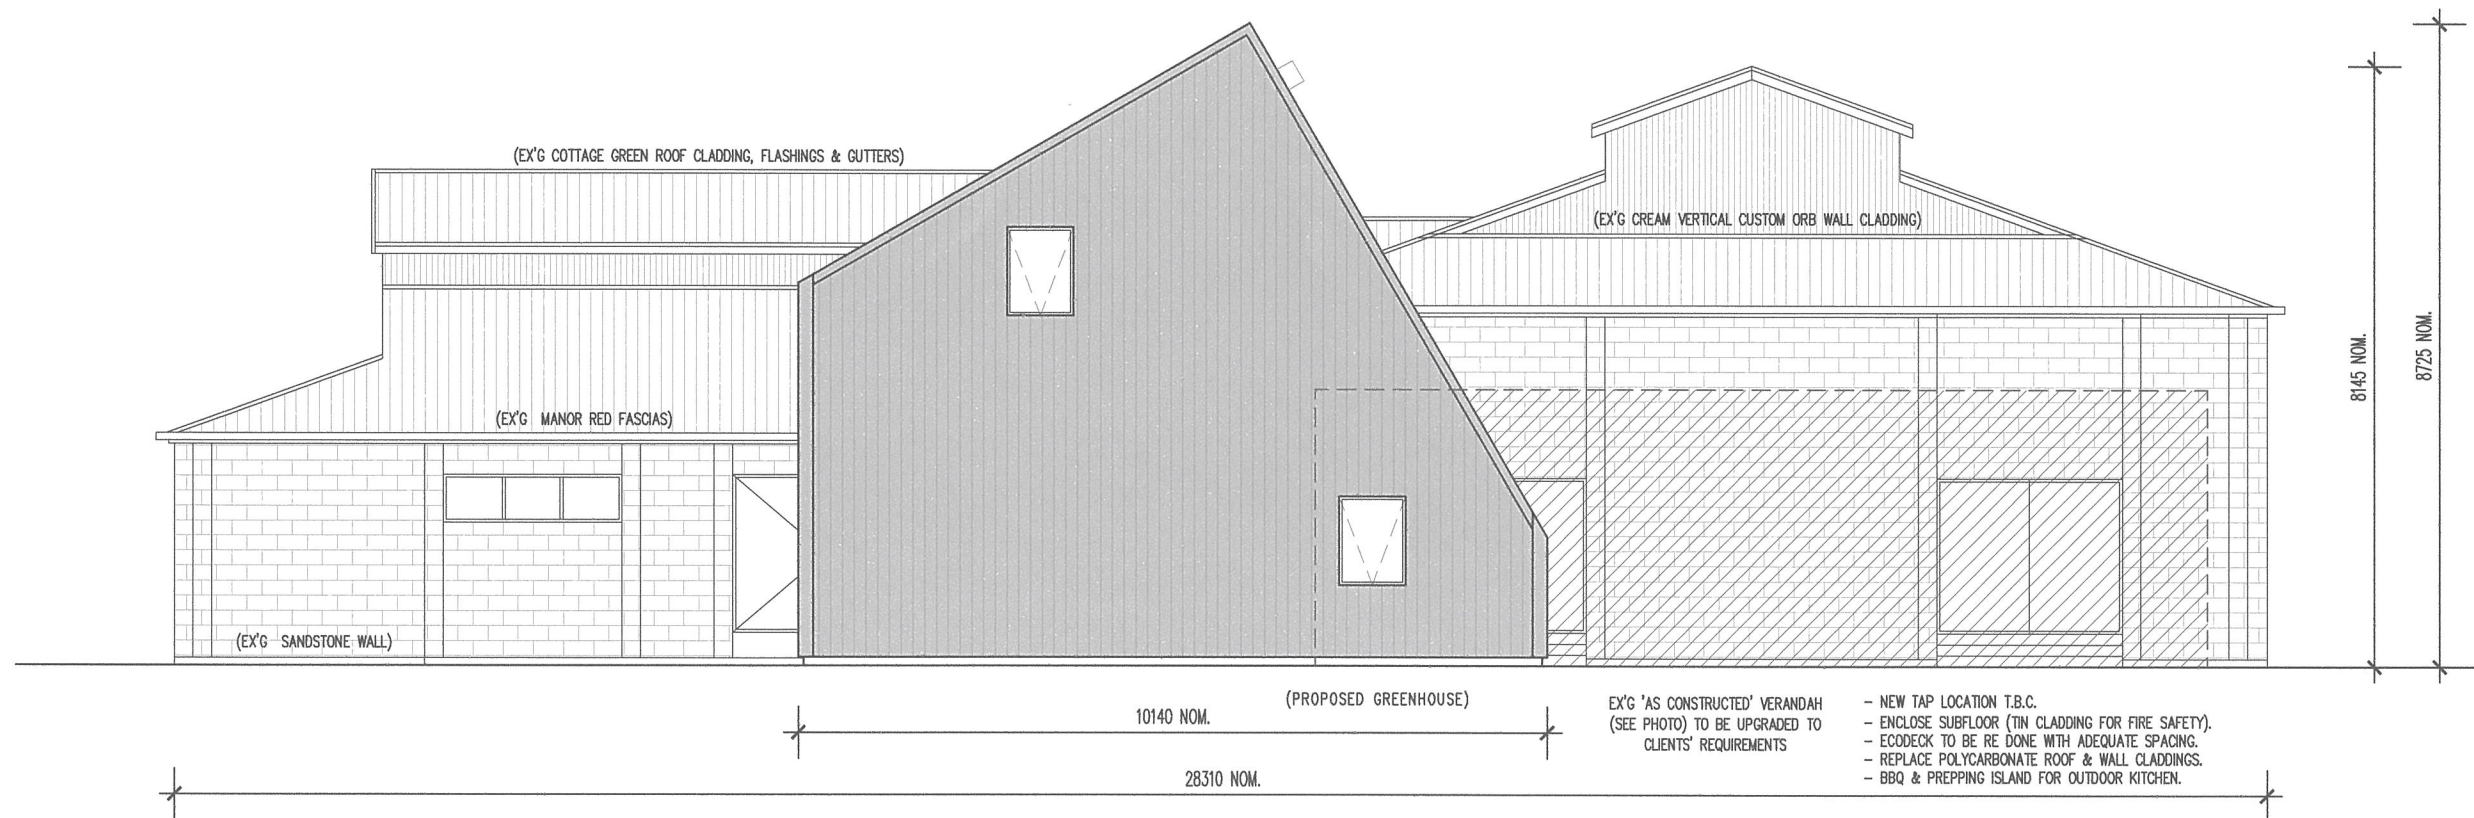 (EX'G COTTAGE GREEN ROOF CLADDING, FLASHINGS & GUTTERS)
(EX'G CREAM VERTICAL CUSTOM ORB WALL CLADDING)
8145 NOM.
8725 NOM.
(EX'G MANOR RED FASCIAS)
(EX'G SANDSTONE WALL)
(PROPOSED GREENHOUSE)
10140 NOM.
28310 NOM.
EX'G 'AS CONSTRUCTED' VERANDAH
(SEE PHOTO) TO BE UPGRADED TO
CLIENTS' REQUIREMENTS
- NEW TAP LOCATION T.B.C.
- ENCLOSE SUBFLOOR (TIN CLADDING FOR FIRE SAFETY).
- ECODECK TO BE RE DONE WITH ADEQUATE SPACING.
- REPLACE POLYCARBONATE ROOF & WALL CLADDINGS.
- BBQ & PREPPING ISLAND FOR OUTDOOR KITCHEN.